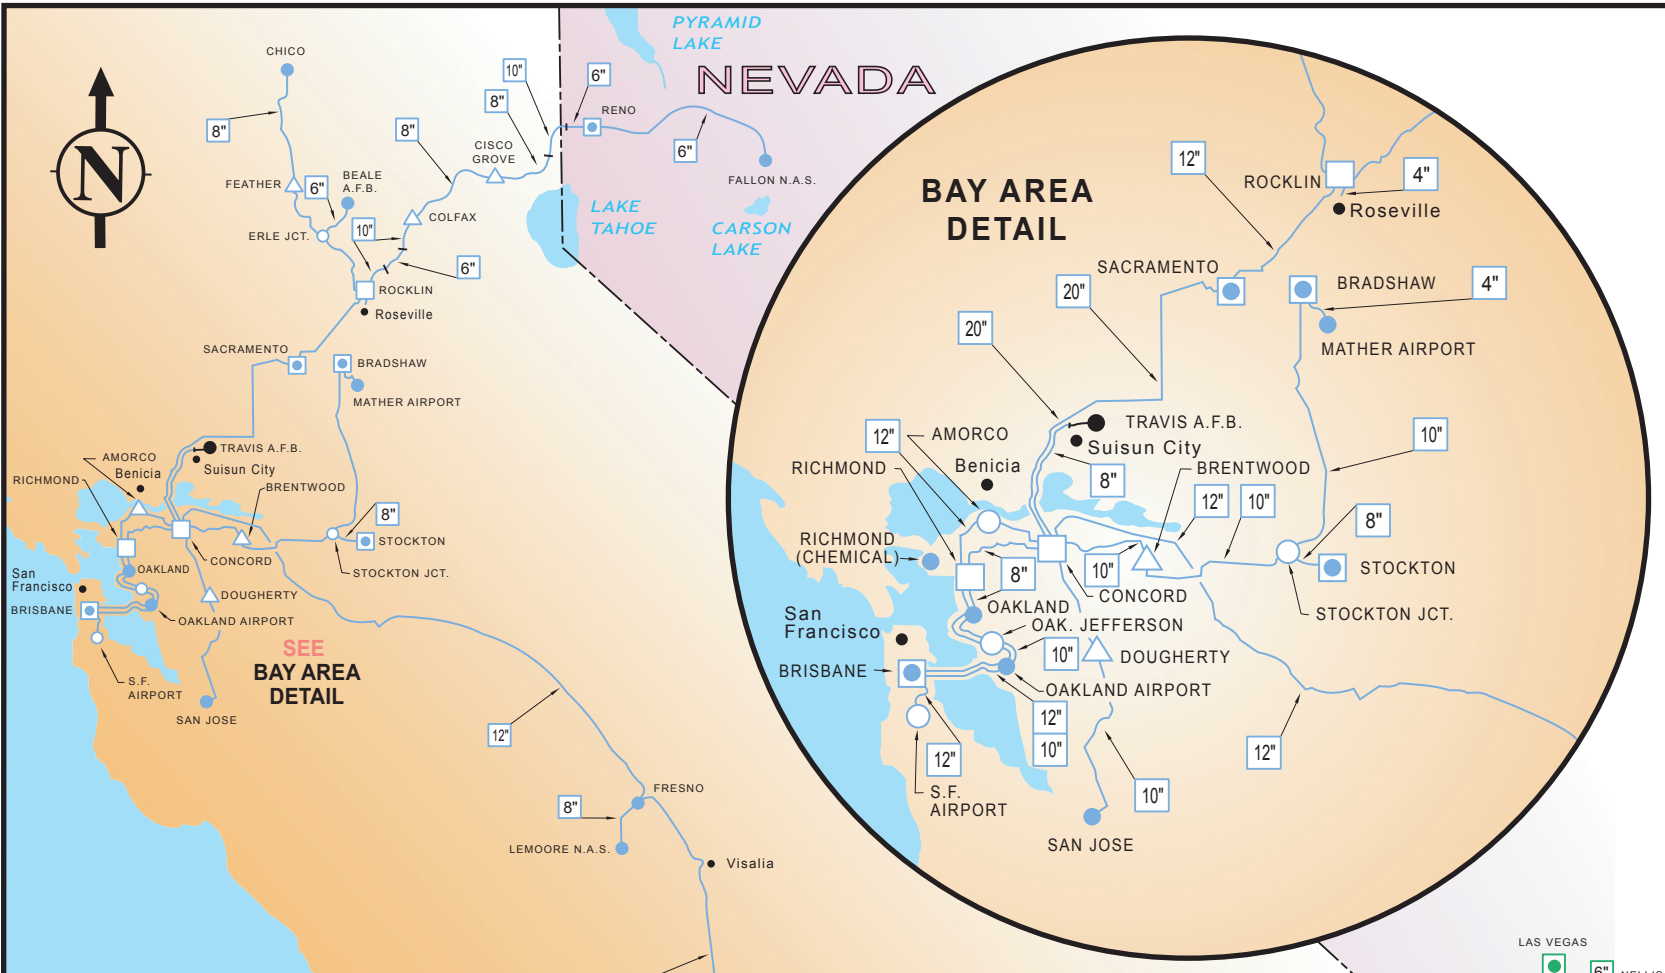 PYRAMID
LAKE
NEVADA
CHICO
10"
6"
8"
RENO
8"
8"
CISCO
GROVE
6"
N
FEATHER
6"
BEALE
A.F.B.
FALLON N.A.S.
LAKE
TAHOE
CARSON
LAKE
COLFAX
ERLE JCT.
10"
6"
ROCKLIN
Roseville
SACRAMENTO
BRADSHAW
MATHER AIRPORT
TRAVIS A.F.B.
AMORCO
Benicia
Suisun City
RICHMOND
BRENTWOOD
8"
STOCKTON
CONCORD
STOCKTON JCT.
OAKLAND
San
Francisco
DOUGHERTY
BRISBANE
OAKLAND AIRPORT
SEE
BAY AREA
DETAIL
S.F.
AIRPORT
SAN JOSE
12"
8"
FRESNO
LEMOORE N.A.S.
Visalia
BAY AREA
DETAIL
12"
ROCKLIN
4"
Roseville
SACRAMENTO
20"
BRADSHAW
4"
20"
MATHER AIRPORT
12"
AMORCO
TRAVIS A.F.B.
Suisun City
10"
RICHMOND
Benicia
8"
BRENTWOOD
12"
10"
8"
RICHMOND
(CHEMICAL)
8"
10"
STOCKTON
CONCORD
OAKLAND
STOCKTON JCT.
San
Francisco
OAK. JEFFERSON
10"
DOUGHERTY
BRISBANE
OAKLAND AIRPORT
12"
10"
12"
12"
S.F.
AIRPORT
10"
SAN JOSE
LAS VEGAS
6"